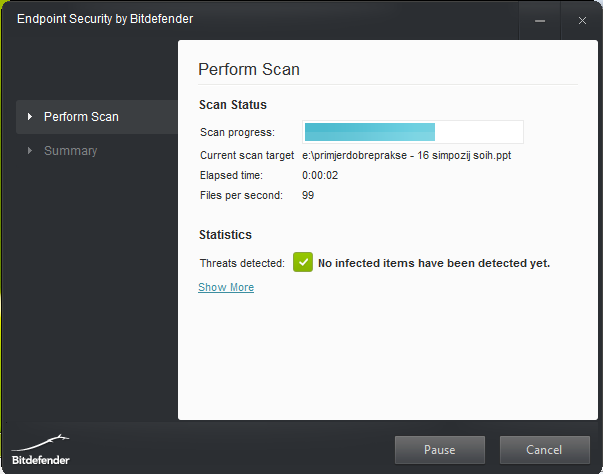 Endpoint Security by Bitdefender
Perform Scan
Summary
Perform Scan
Scan Status
Scan progress:
Current scan target e:\primjerdobreprakse - 16 simpozij soih.ppt
Elapsed time: 0:00:02
Files per second: 99
Statistics
Threats detected: No infected items have been detected yet.
Show More
Bitdefender
Pause Cancel